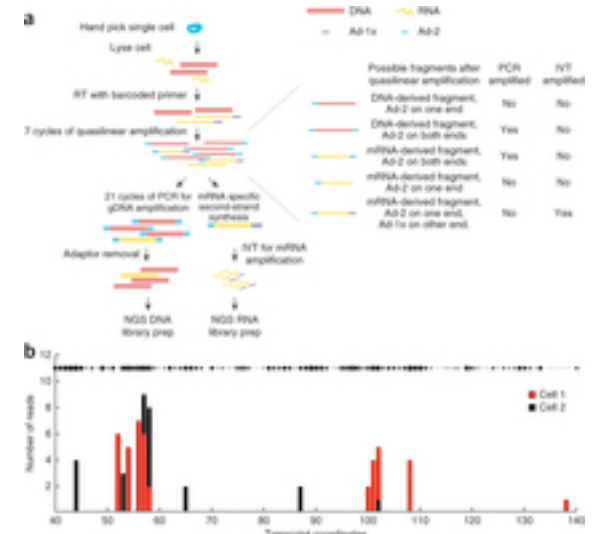 a
DNA
RNA
Ad-1x
Ad-2
Hand pick single cell
Lyse cell
RT with barcoded primer
7 cycles of quasilinear amplification
21 cycles of PCR for
gDNA amplification
mRNA specific
second-strand
synthesis
Adaptor removal
IVT for mRNA
amplification
NGS DNA
library prep
NGS RNA
library prep
Possible fragments after
quasilinear amplification
PCR
amplified
IVT
amplified
DNA-derived fragment,
Ad-2 on one end
No
No
DNA-derived fragment,
Ad-2 on both ends
Yes
No
mRNA-derived fragment,
Ad-2 on both ends
Yes
No
mRNA-derived fragment,
Ad-2 on one end
No
No
mRNA-derived fragment,
Ad-2 on one end,
Ad-1x on other end.
No
Yes
b
12
10
8
6
4
2
Number of reads
Cell 1
Cell 2
40
50
60
70
80
90
100
110
120
130
140